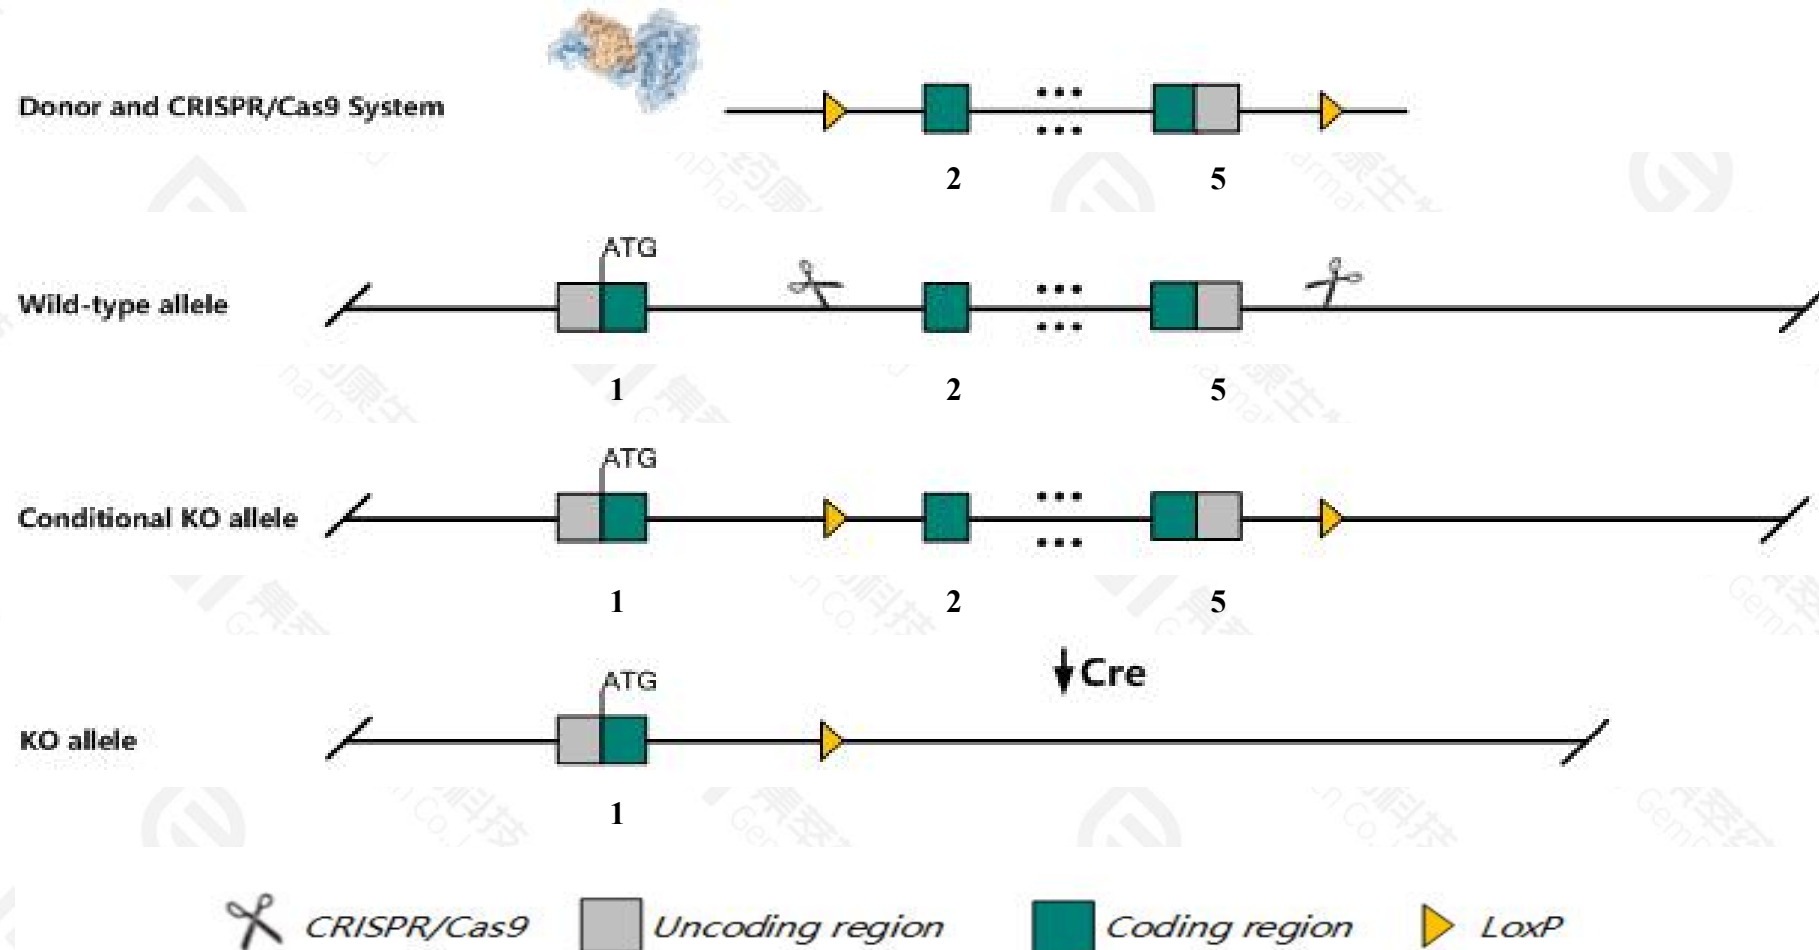 Donor and CRISPR/Cas9 System
2 5
ATG
Wild-type allele
1 2 5
ATG
Conditional KO allele
1 2 5
Cre
ATG
KO allele
1
CRISPR/Cas9 Uncoding region Coding region LoxP